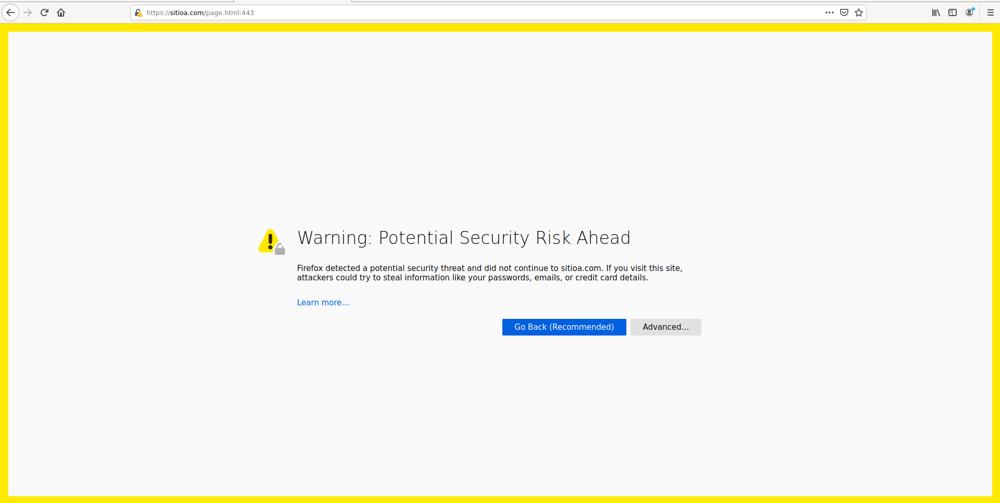 https://sitioa.com/page.html:443
Warning: Potential Security Risk Ahead
Firefox detected a potential security threat and did not continue to sitioa.com. If you visit this site,
attackers could try to steal information like your passwords, emails, or credit card details.
Learn more…
Go Back (Recommended)
Advanced…